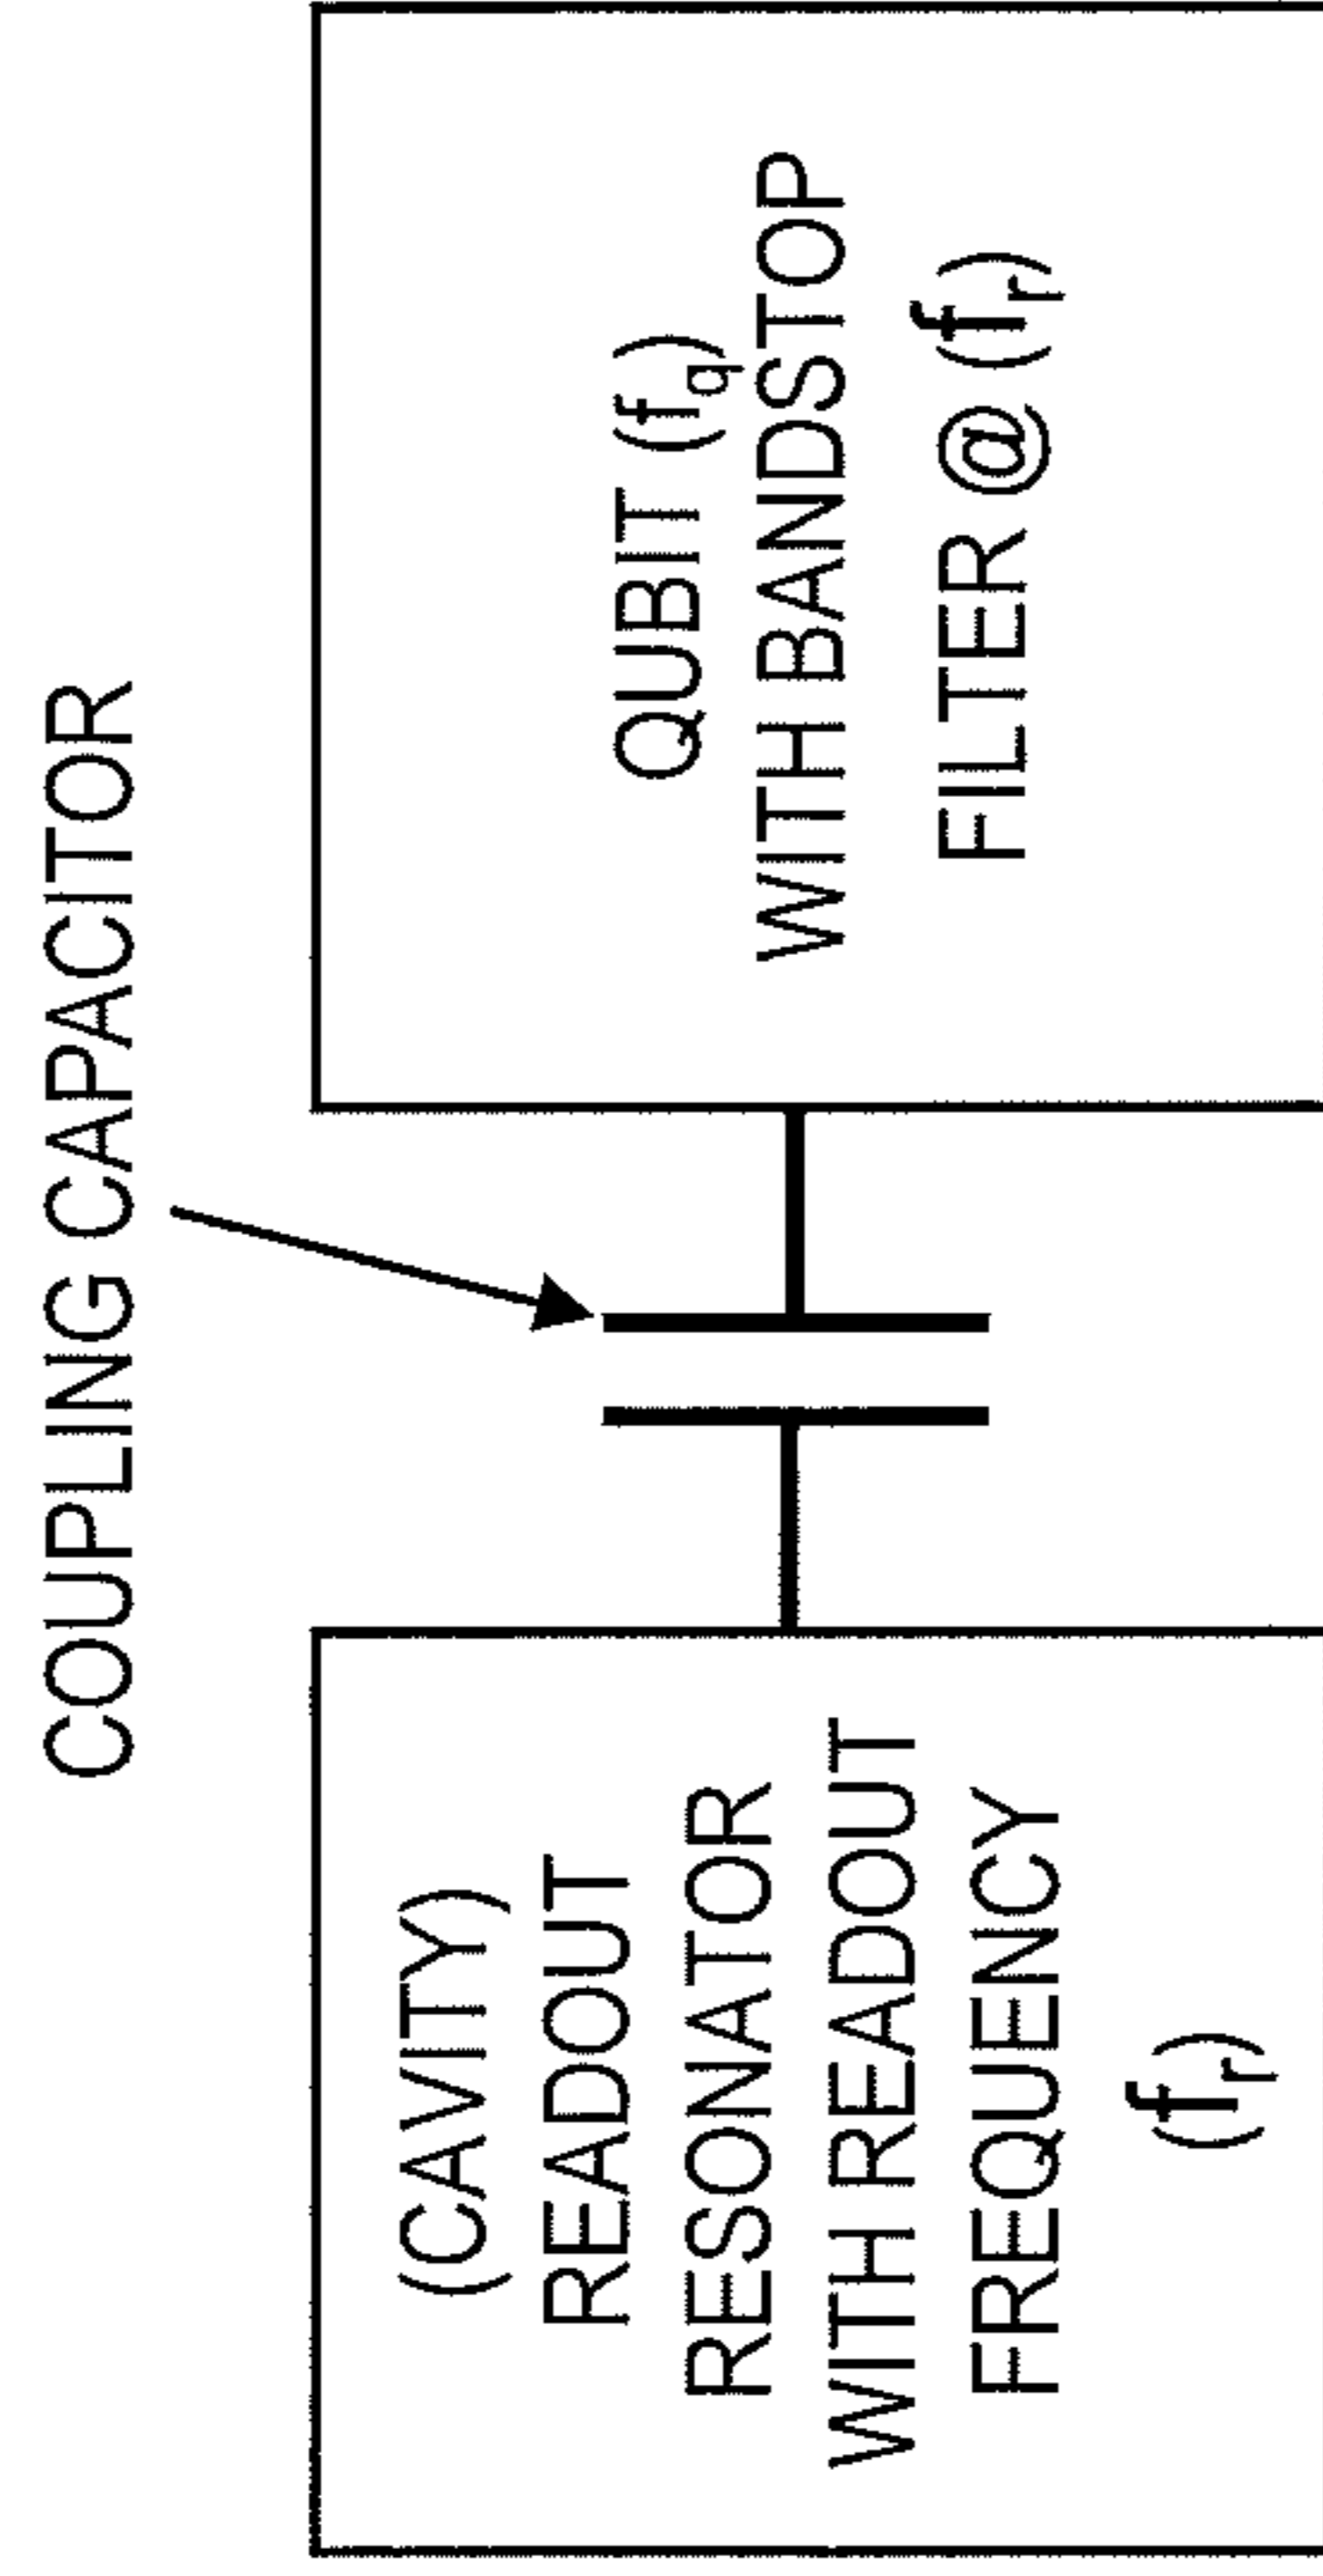 COUPLING CAPACITOR
(CAVITY)
READOUT
RESONATOR
WITH READOUT
FREQUENCY
(fr)
QUBIT (fq)
WITH BANDSTOP
FILTER @ (fr)